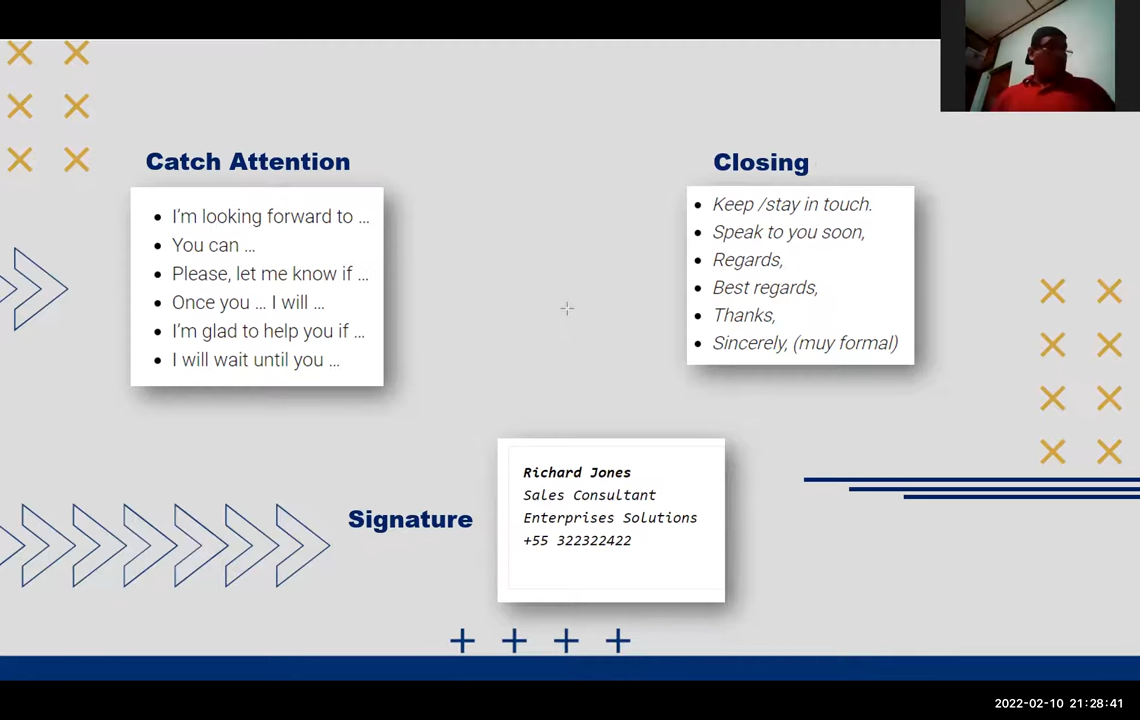 Catch Attention
I'm looking forward to ...
You can ...
Please, let me know if ...
Once you ... I will ...
I'm glad to help you if ...
I will wait until you ...
Closing
Keep /stay in touch.
Speak to you soon,
Regards,
Best regards,
Thanks,
Sincerely, (muy formal)
Signature
Richard Jones
Sales Consultant
Enterprises Solutions
+55 322322422
2022-02-10 21:28:41